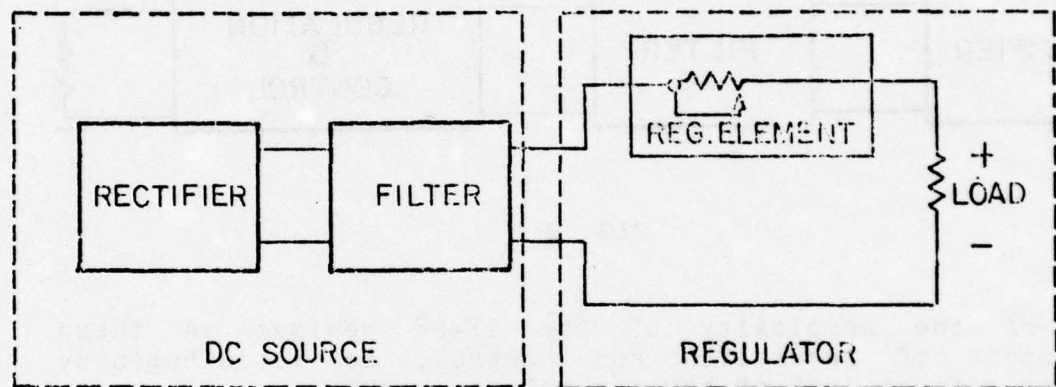 RECTIFIER
FILTER
REG. ELEMENT
+
LOAD
-
DC SOURCE
REGULATOR